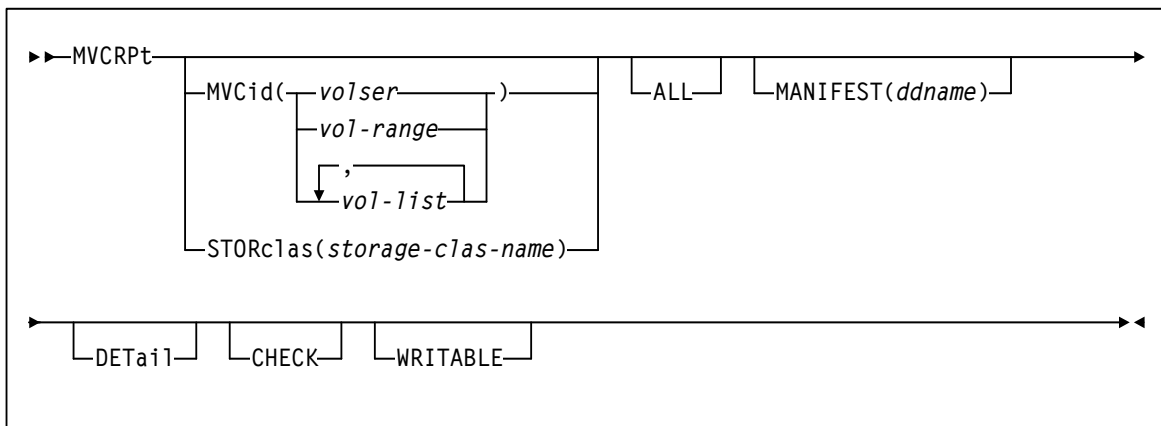 MVCRPt
MVCid( volser ) ALL MANIFEST(ddname)
vol-range
,
vol-list
STORclas(storage-clas-name)
DETail CHECK WRITABLE